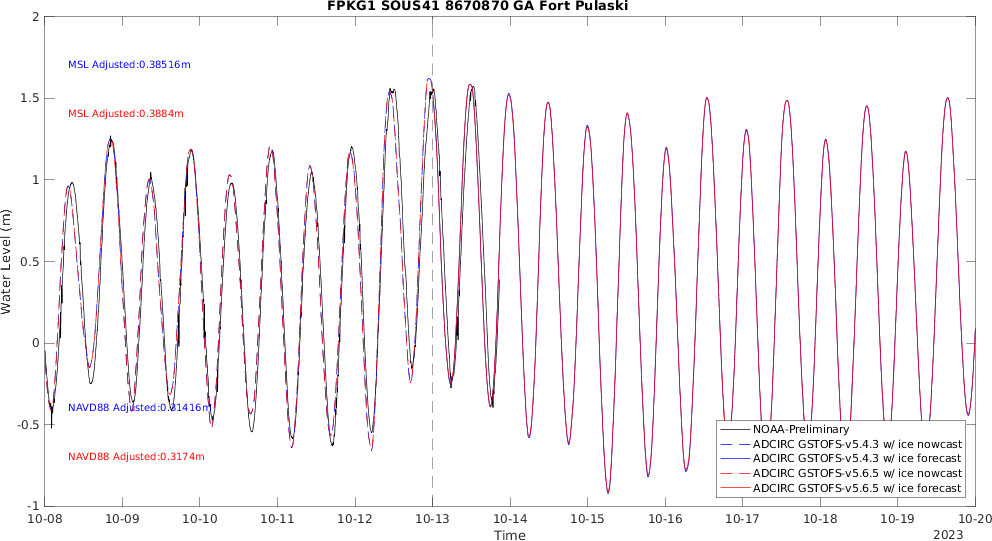 FPKG1 SOUS41 8670870 GA Fort Pulaski
2
1.5
1
0.5
0
-0.5
-1
Water Level (m)
MSL Adjusted:0.38516m
MSL Adjusted:0.3884m
NAVD88 Adjusted:0.31416m
NAVD88 Adjusted:0.3174m
NOAA-Preliminary
ADCIRC GSTOFS-v5.4.3 w/ ice nowcast
ADCIRC GSTOFS-v5.4.3 w/ ice forecast
ADCIRC GSTOFS-v5.6.5 w/ ice nowcast
ADCIRC GSTOFS-v5.6.5 w/ ice forecast
10-08 10-09 10-10 10-11 10-12 10-13 10-14 10-15 10-16 10-17 10-18 10-19 10-20
Time
2023